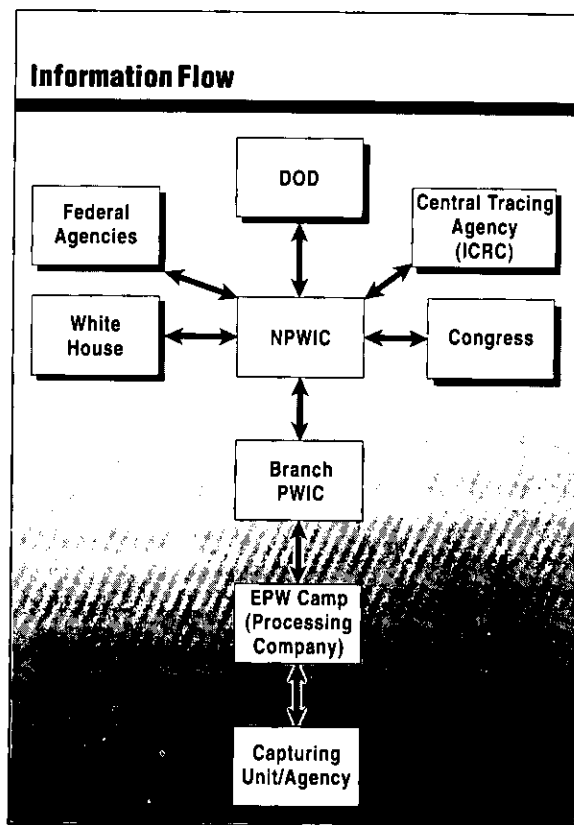 Information Flow
DOD
Federal
Agencies
Central Tracing
Agency
(ICRC)
White
House
NPWIC
Congress
Branch
PWIC
EPW Camp
(Processing
Company)
Capturing
Unit/Agency